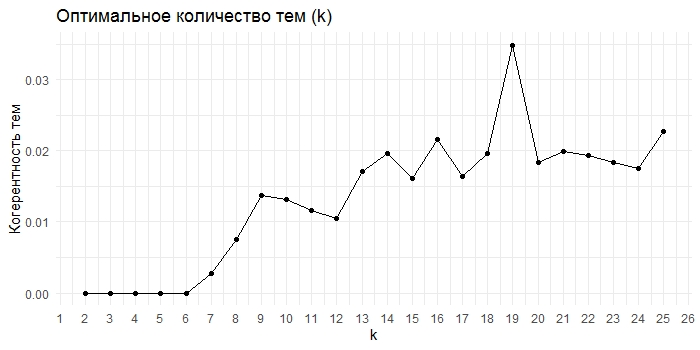 Оптимальное количество тем (k)
Когерентность тем
0.03
0.02
0.01
0.00
1 2 3 4 5 6 7 8 9 10 11 12 13 14 15 16 17 18 19 20 21 22 23 24 25 26
k